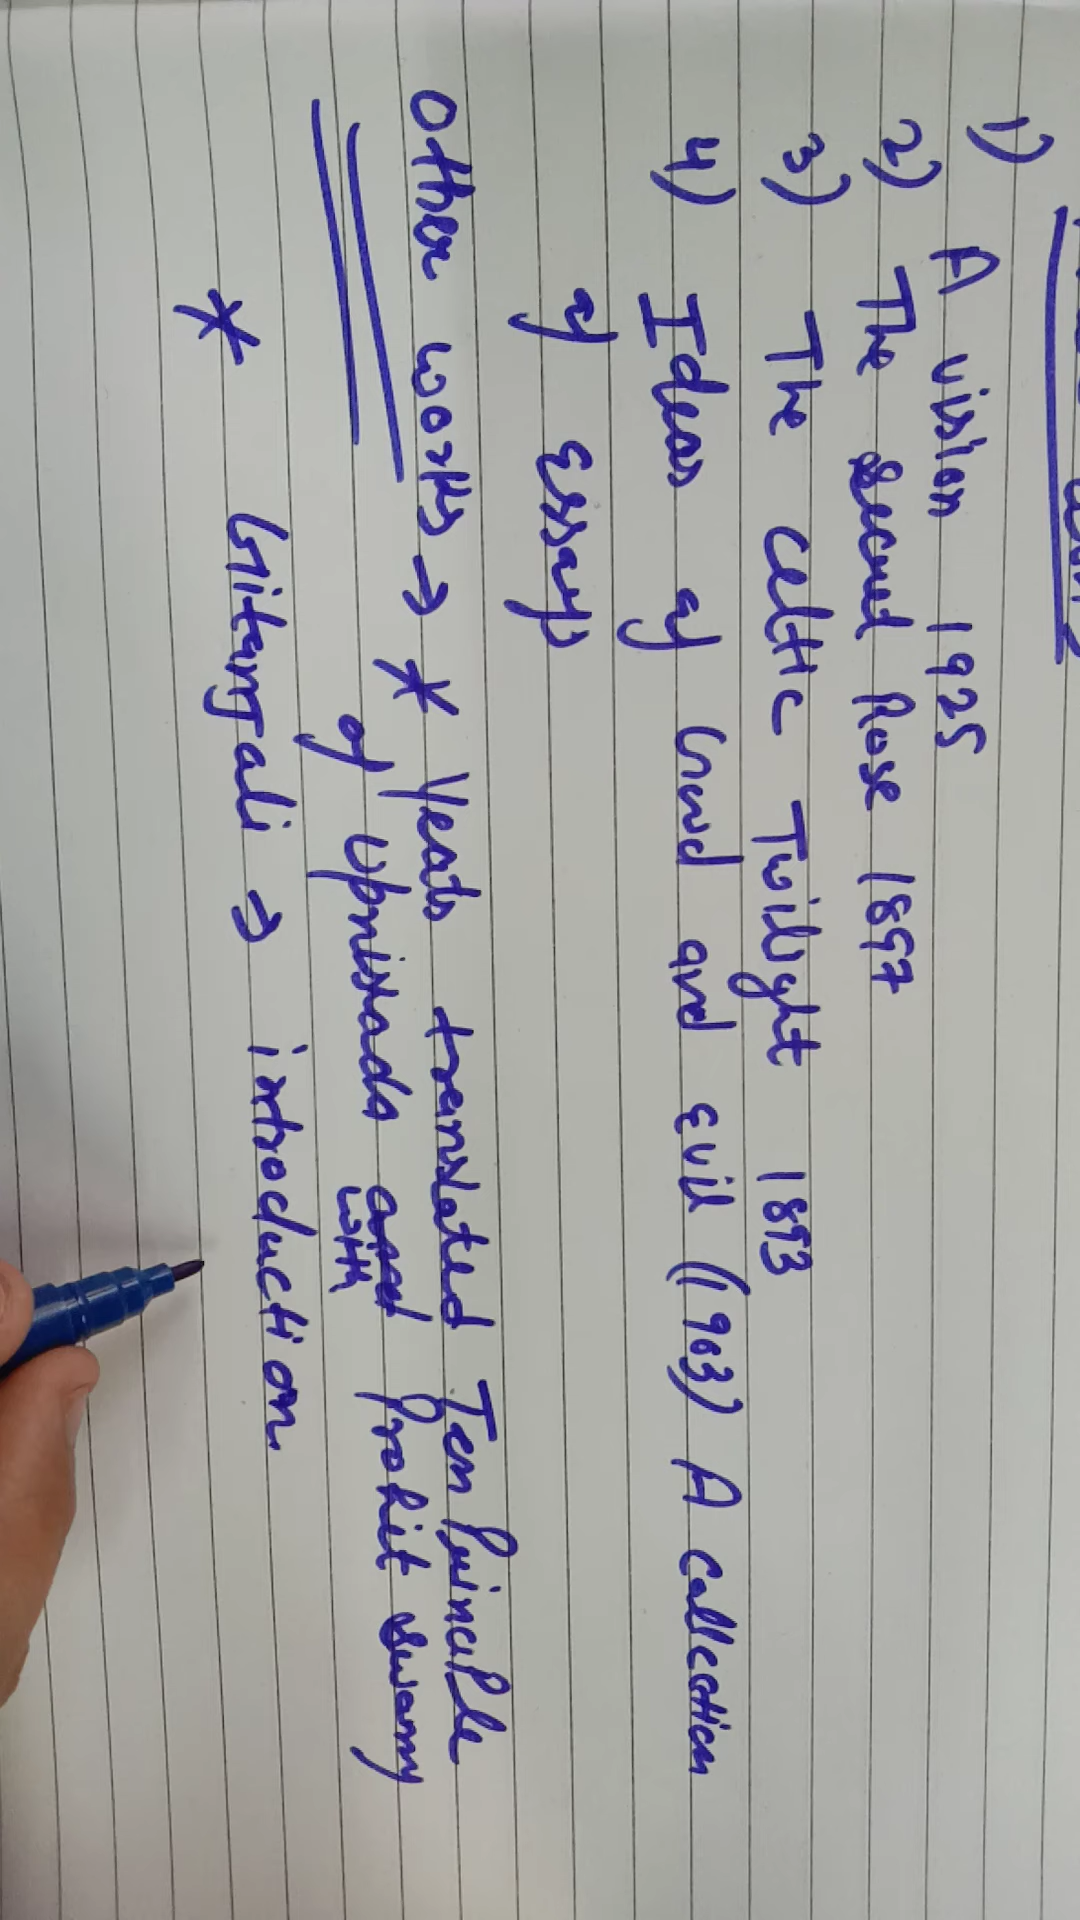 1) A vision 1925
2) The Secret Rose 1897
3) The Celtic Twilight 1893
4) Ideas of Good and Evil (1903) A collection
of Essays
Other works → * Yeats translated Ten Principle
of Upnishads with Prohit Swamy
* Gitanjali → introduction